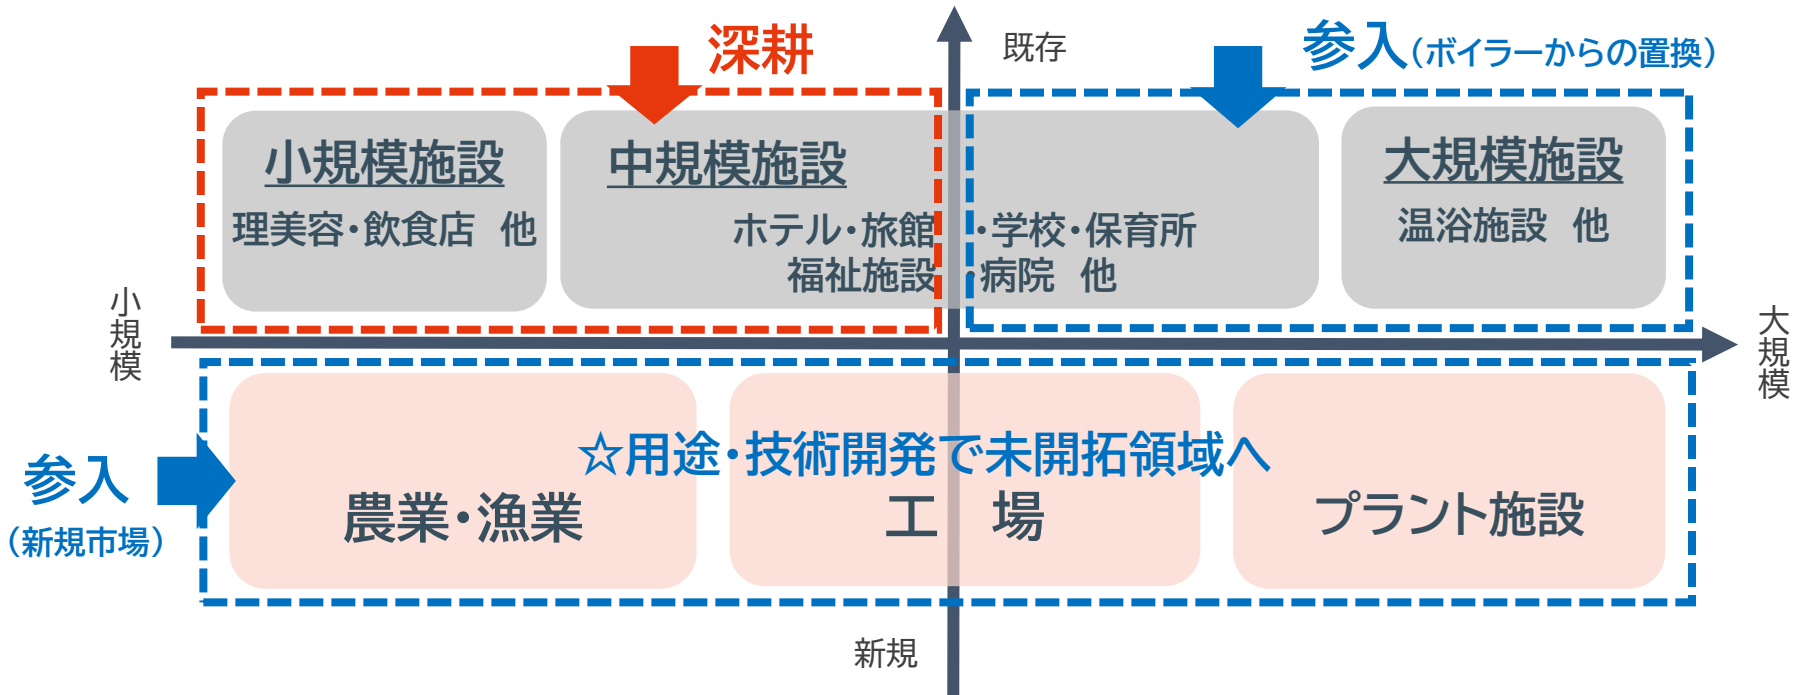 深耕
既存
参入(ボイラーからの置換)
小規模施設
理美容・飲食店　他
中規模施設
ホテル・旅館・学校・保育所
福祉施設・病院　他
大規模施設
温浴施設　他
小規模
大規模
参入
(新規市場)
☆用途・技術開発で未開拓領域へ
農業・漁業
工　場
プラント施設
新規